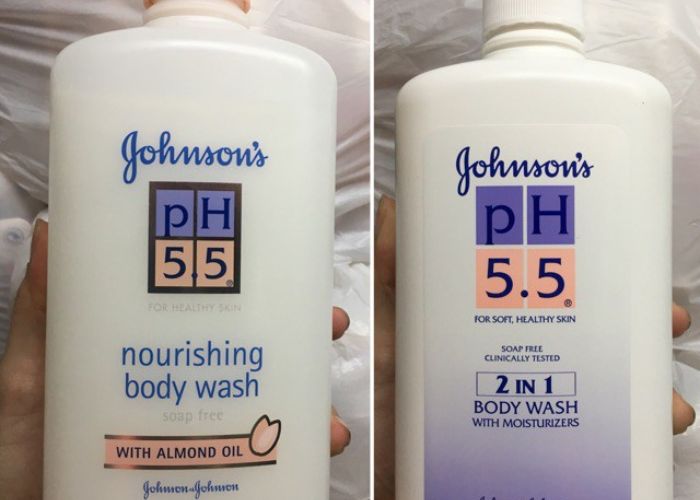 Johnson's
pH
5.5
FOR HEALTHY SKIN
nourishing
body wash
soap free
WITH ALMOND OIL
Johnson & Johnson
Johnson's
pH
5.5®
FOR SOFT, HEALTHY SKIN
SOAP FREE
CLINICALLY TESTED
2 IN 1
BODY WASH
WITH MOISTURIZERS